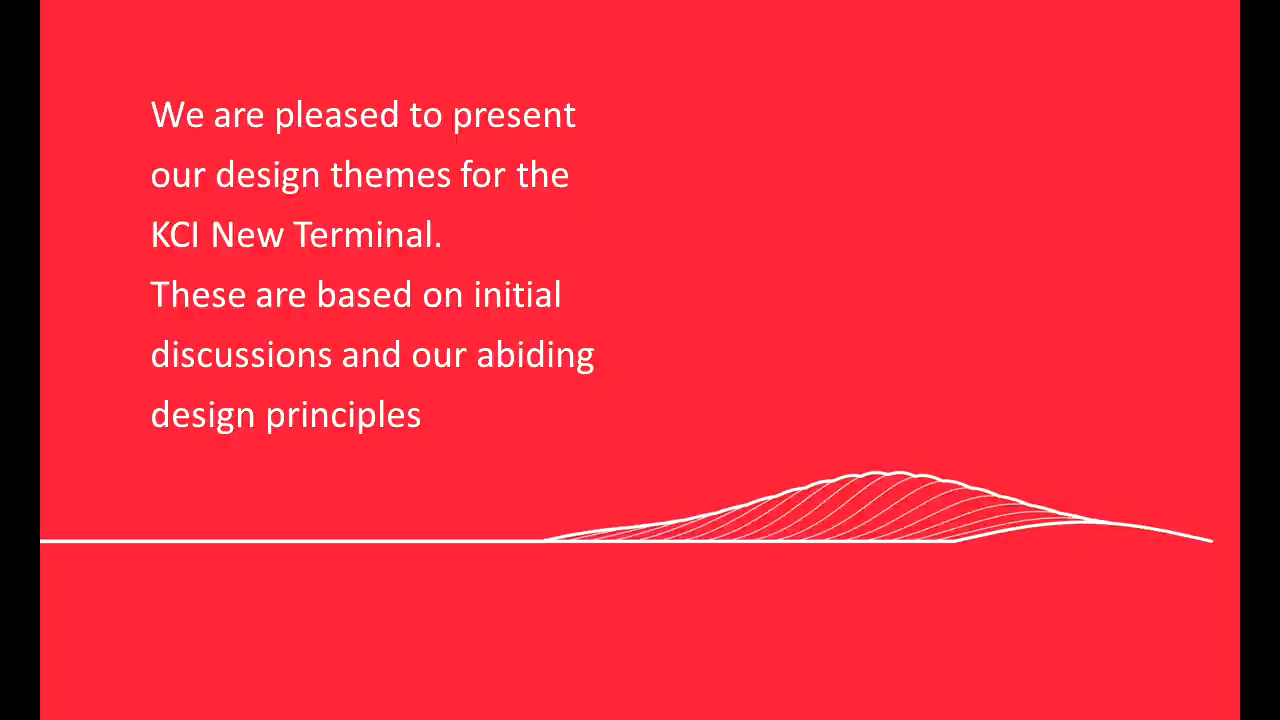 We are pleased to present
our design themes for the
KCI New Terminal.
These are based on initial
discussions and our abiding
design principles